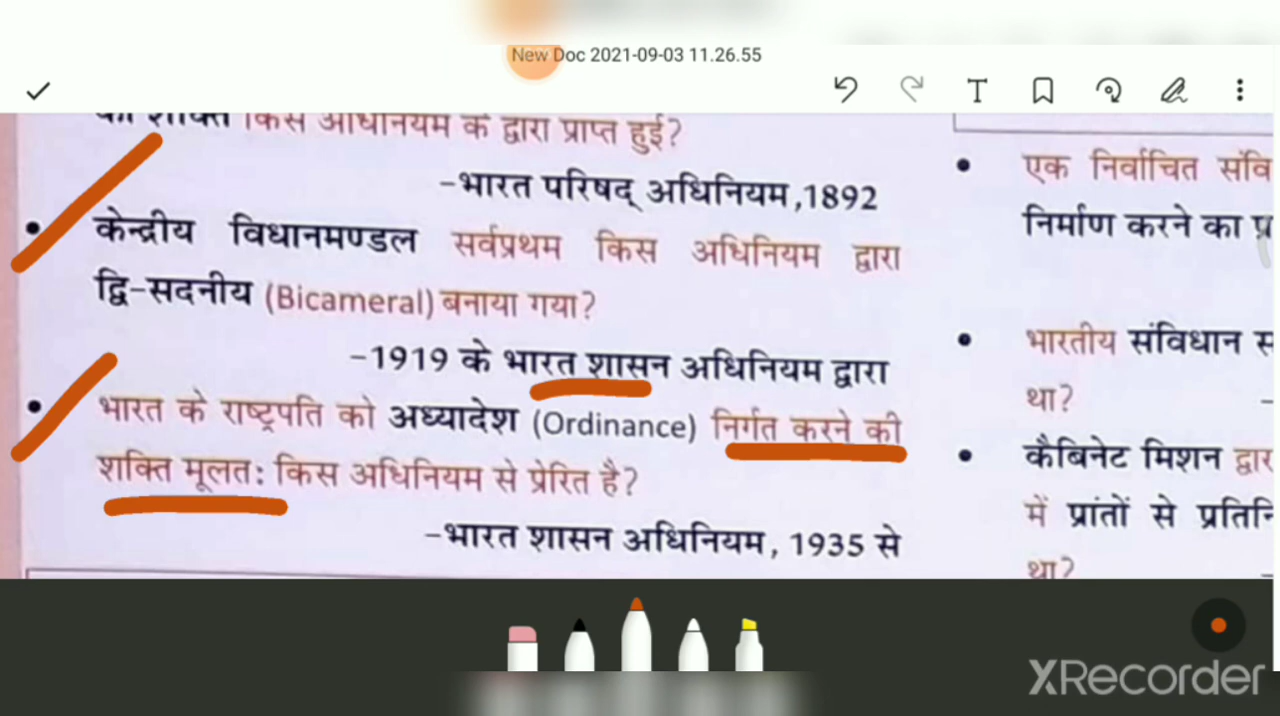 New Doc 2021-09-03 11.26.55
T
की शक्ति किस अधिनियम के द्वारा प्राप्त हुई?
-भारत परिषद् अधिनियम,1892
• केन्द्रीय विधानमण्डल सर्वप्रथम किस अधिनियम द्वारा
द्वि-सदनीय (Bicameral) बनाया गया?
-1919 के भारत शासन अधिनियम द्वारा
• भारत के राष्ट्रपति को अध्यादेश (Ordinance) निर्गत करने की
शक्ति मूलत: किस अधिनियम से प्रेरित है?
-भारत शासन अधिनियम, 1935 से
• एक निर्वाचित
निर्माण करने का
• भारतीय संविधान
था?
• कैबिनेट मिशन
में प्रांतों से
था?
XRecorder